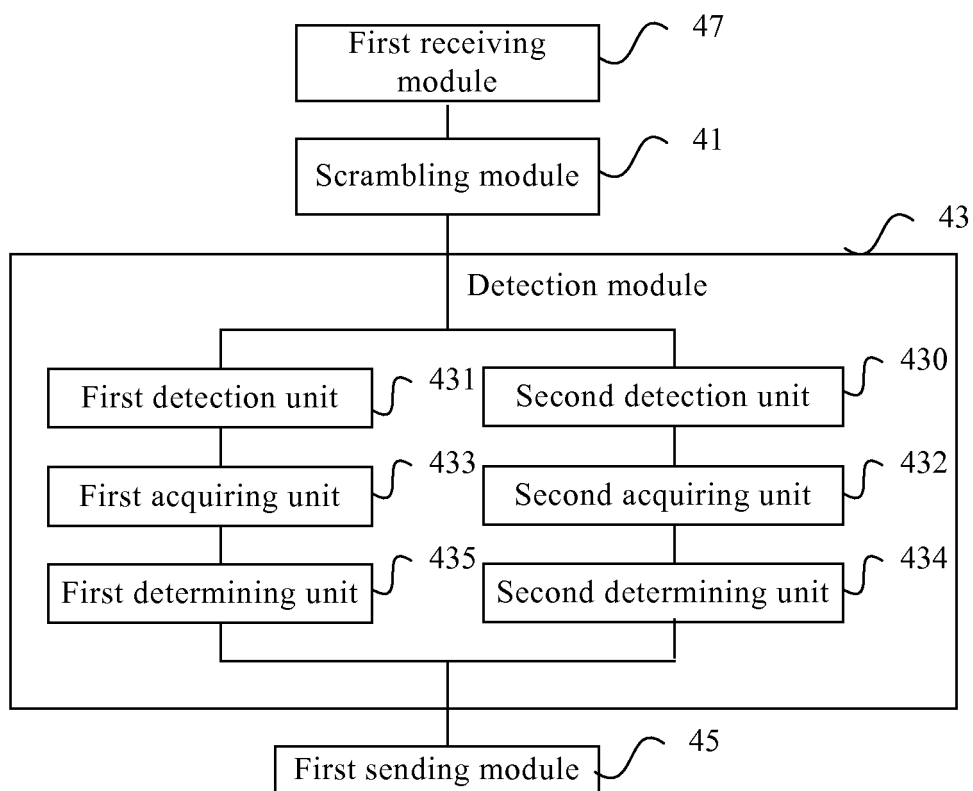 First receiving
module
47
Scrambling module
41
43
Detection module
First detection unit
431
Second detection unit
430
First acquiring unit
433
Second acquiring unit
432
First determining unit
435
Second determining unit
434
First sending module
45